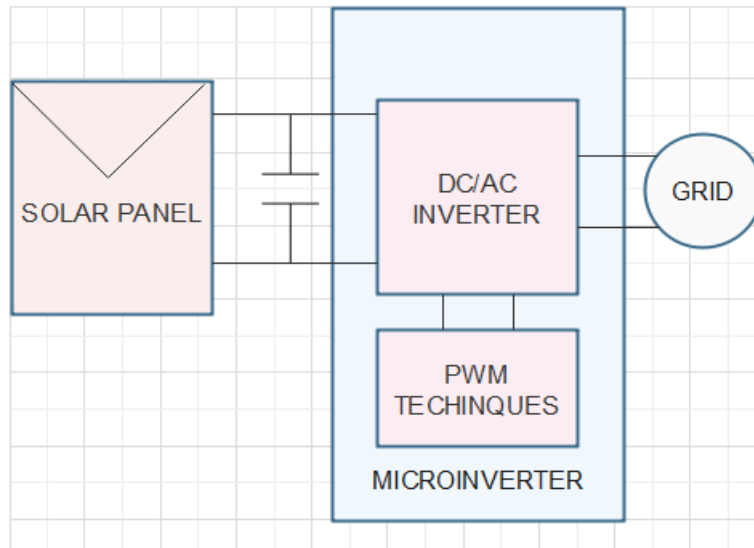 SOLAR PANEL
DC/AC
INVERTER
GRID
PWM
TECHINQUES
MICROINVERTER